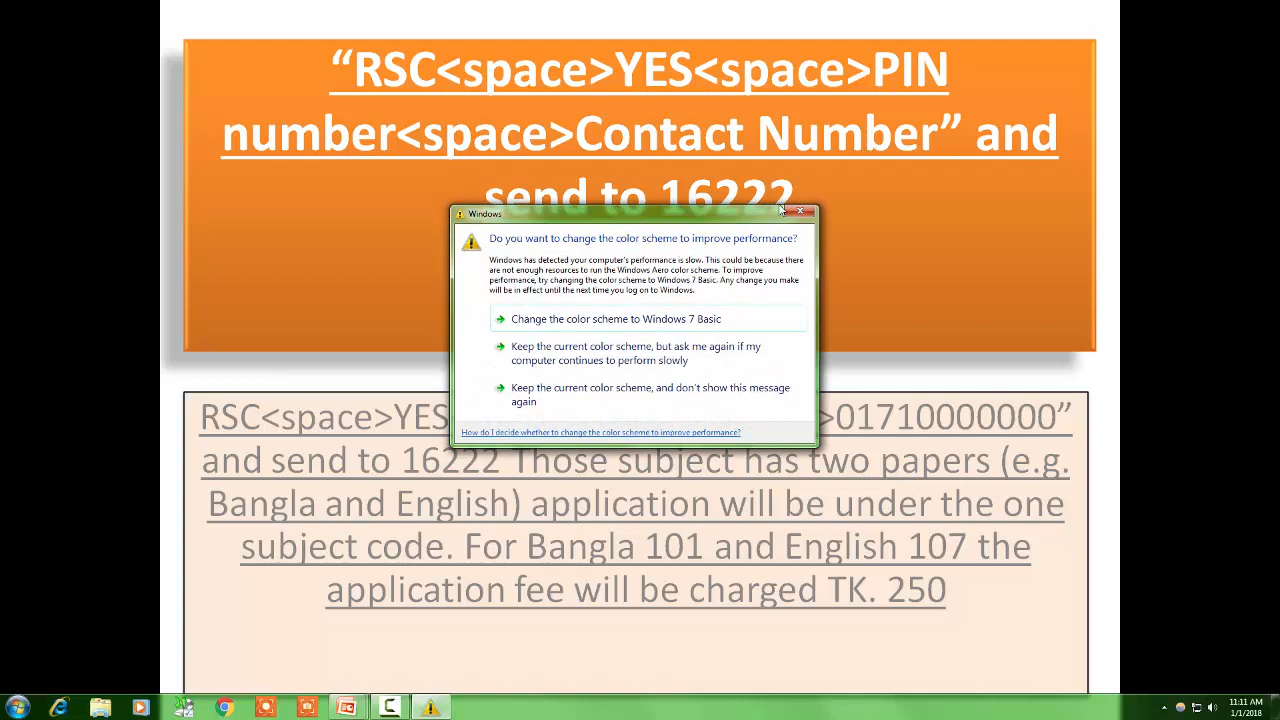 “RSC<space>YES<space>PIN
number<space>Contact Number” and
send to 16222
Windows
Do you want to change the color scheme to improve performance?
Windows has detected your computer's performance is slow. This could be because there
are not enough resources to run the Windows Aero color scheme. To improve
performance, try changing the color scheme to Windows 7 Basic. Any change you make
will be in effect until the next time you log on to Windows.
Change the color scheme to Windows 7 Basic
Keep the current color scheme, but ask me again if my
computer continues to perform slowly
Keep the current color scheme, and don't show this message
again
How do I decide whether to change the color scheme to improve performance?
RSC<space>YES >01710000000”
and send to 16222 Those subject has two papers (e.g.
Bangla and English) application will be under the one
subject code. For Bangla 101 and English 107 the
application fee will be charged TK. 250
11:11 AM
1/1/2018